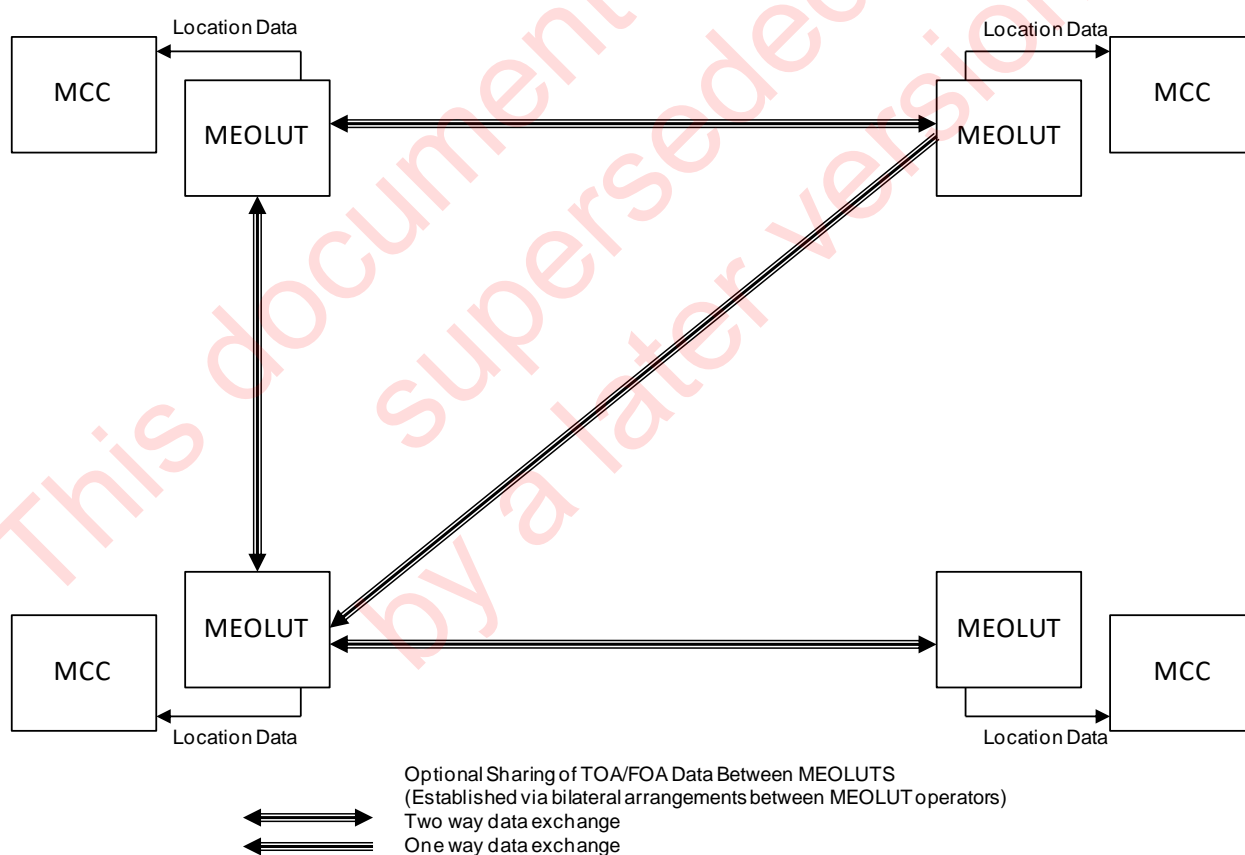 Location Data
Location Data
MCC
MEOLUT
MEOLUT
MCC
This document
superseded
by a later version
MEOLUT
MEOLUT
MCC
MCC
Location Data
Location Data
Optional Sharing of TOA/FOA Data Between MEOLUTS
(Established via bilateral arrangements between MEOLUT operators)
Two way data exchange
One way data exchange